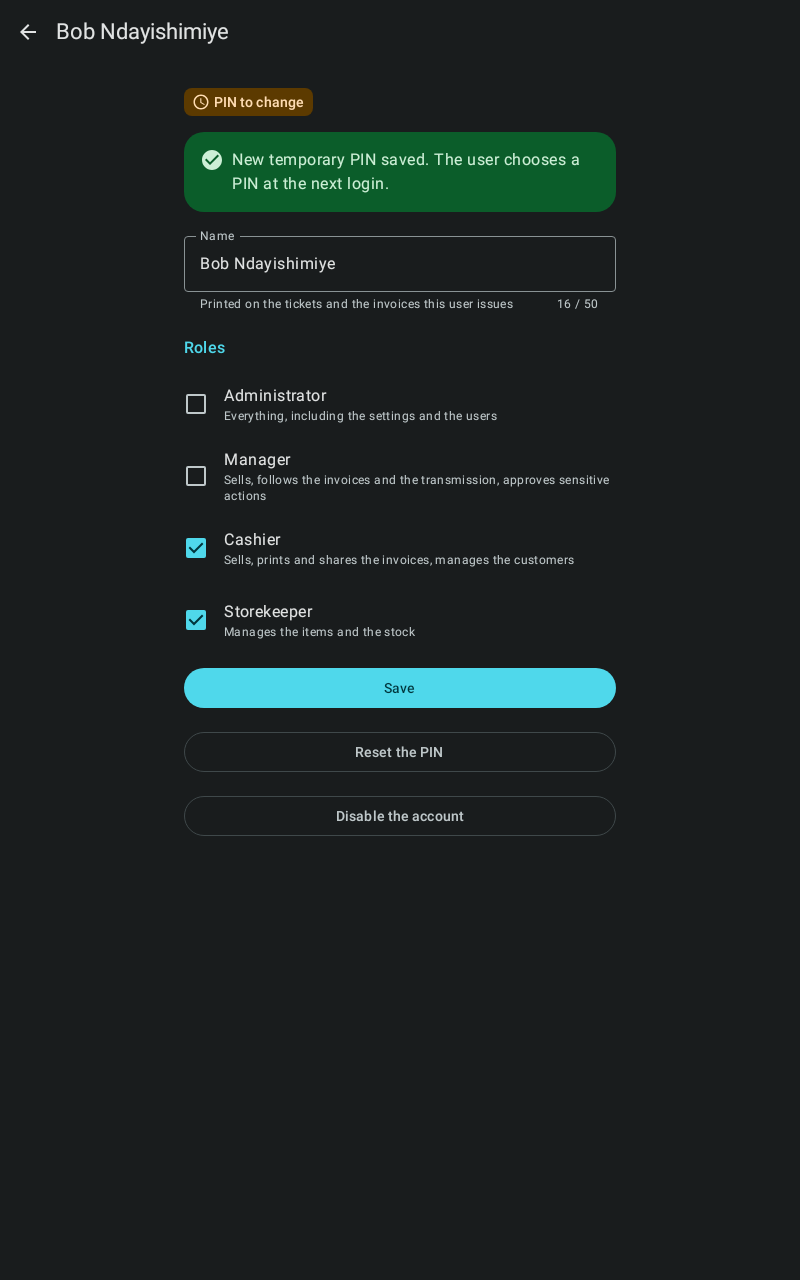 Bob Ndayishimiye
PIN to change
New temporary PIN saved. The user chooses a
PIN at the next login.
Name
Bob Ndayishimiye
Printed on the tickets and the invoices this user issues 16 / 50
Roles
Administrator
Everything, including the settings and the users
Manager
Sells, follows the invoices and the transmission, approves sensitive
actions
Cashier
Sells, prints and shares the invoices, manages the customers
Storekeeper
Manages the items and the stock
Save
Reset the PIN
Disable the account